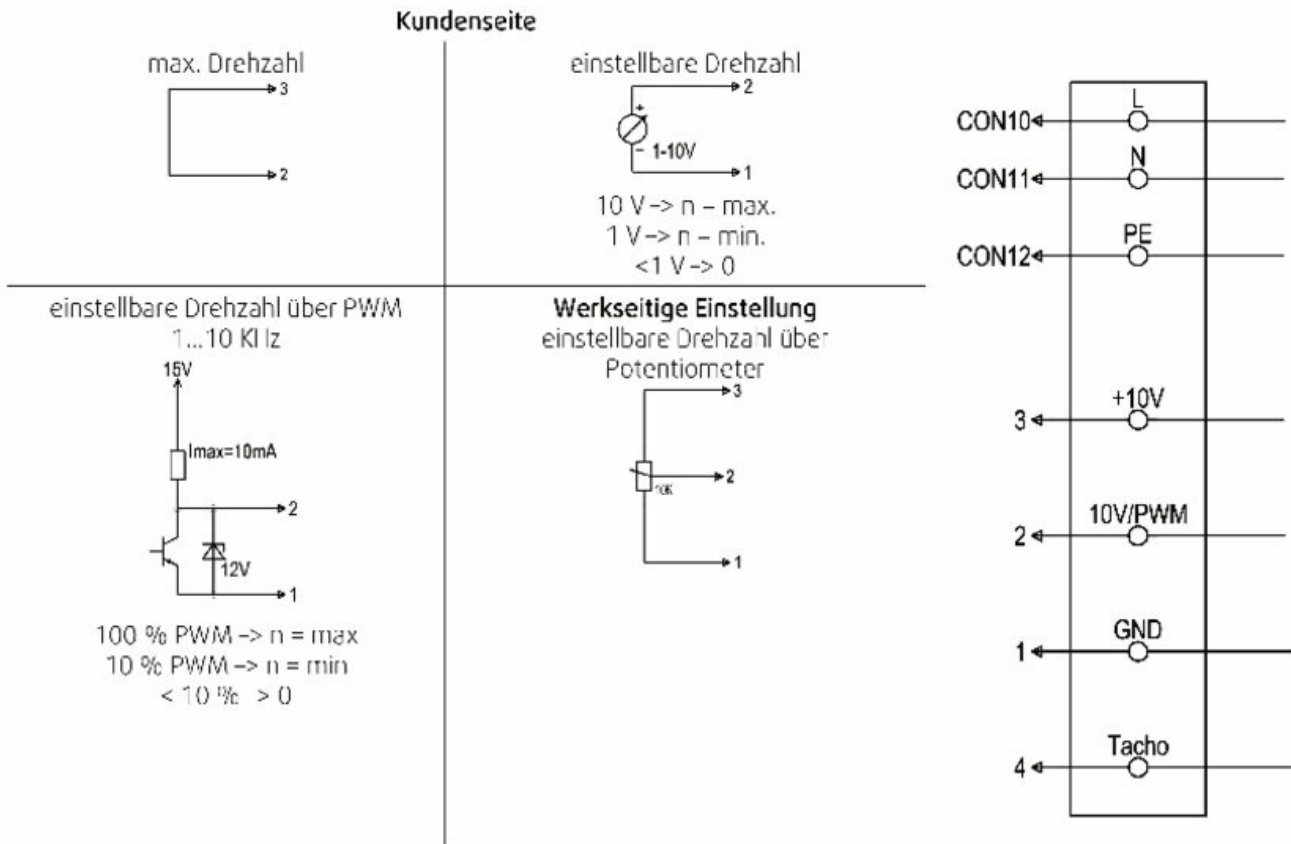 Kundenseite
max. Drehzahl
3
2
einstellbare Drehzahl
2
+
− 1-10V
1
10 V –> n – max.
1 V –> n – min.
<1 V –> 0
einstellbare Drehzahl über PWM
1...10 KHz
15V
Imax=10mA
2
12V
1
100 % PWM –> n = max
10 % PWM –> n = min
< 10 % > 0
Werkseitige Einstellung
einstellbare Drehzahl über
Potentiometer
3
2
10K
1
L
CON10
N
CON11
PE
CON12
+10V
3
10V/PWM
2
GND
1
Tacho
4